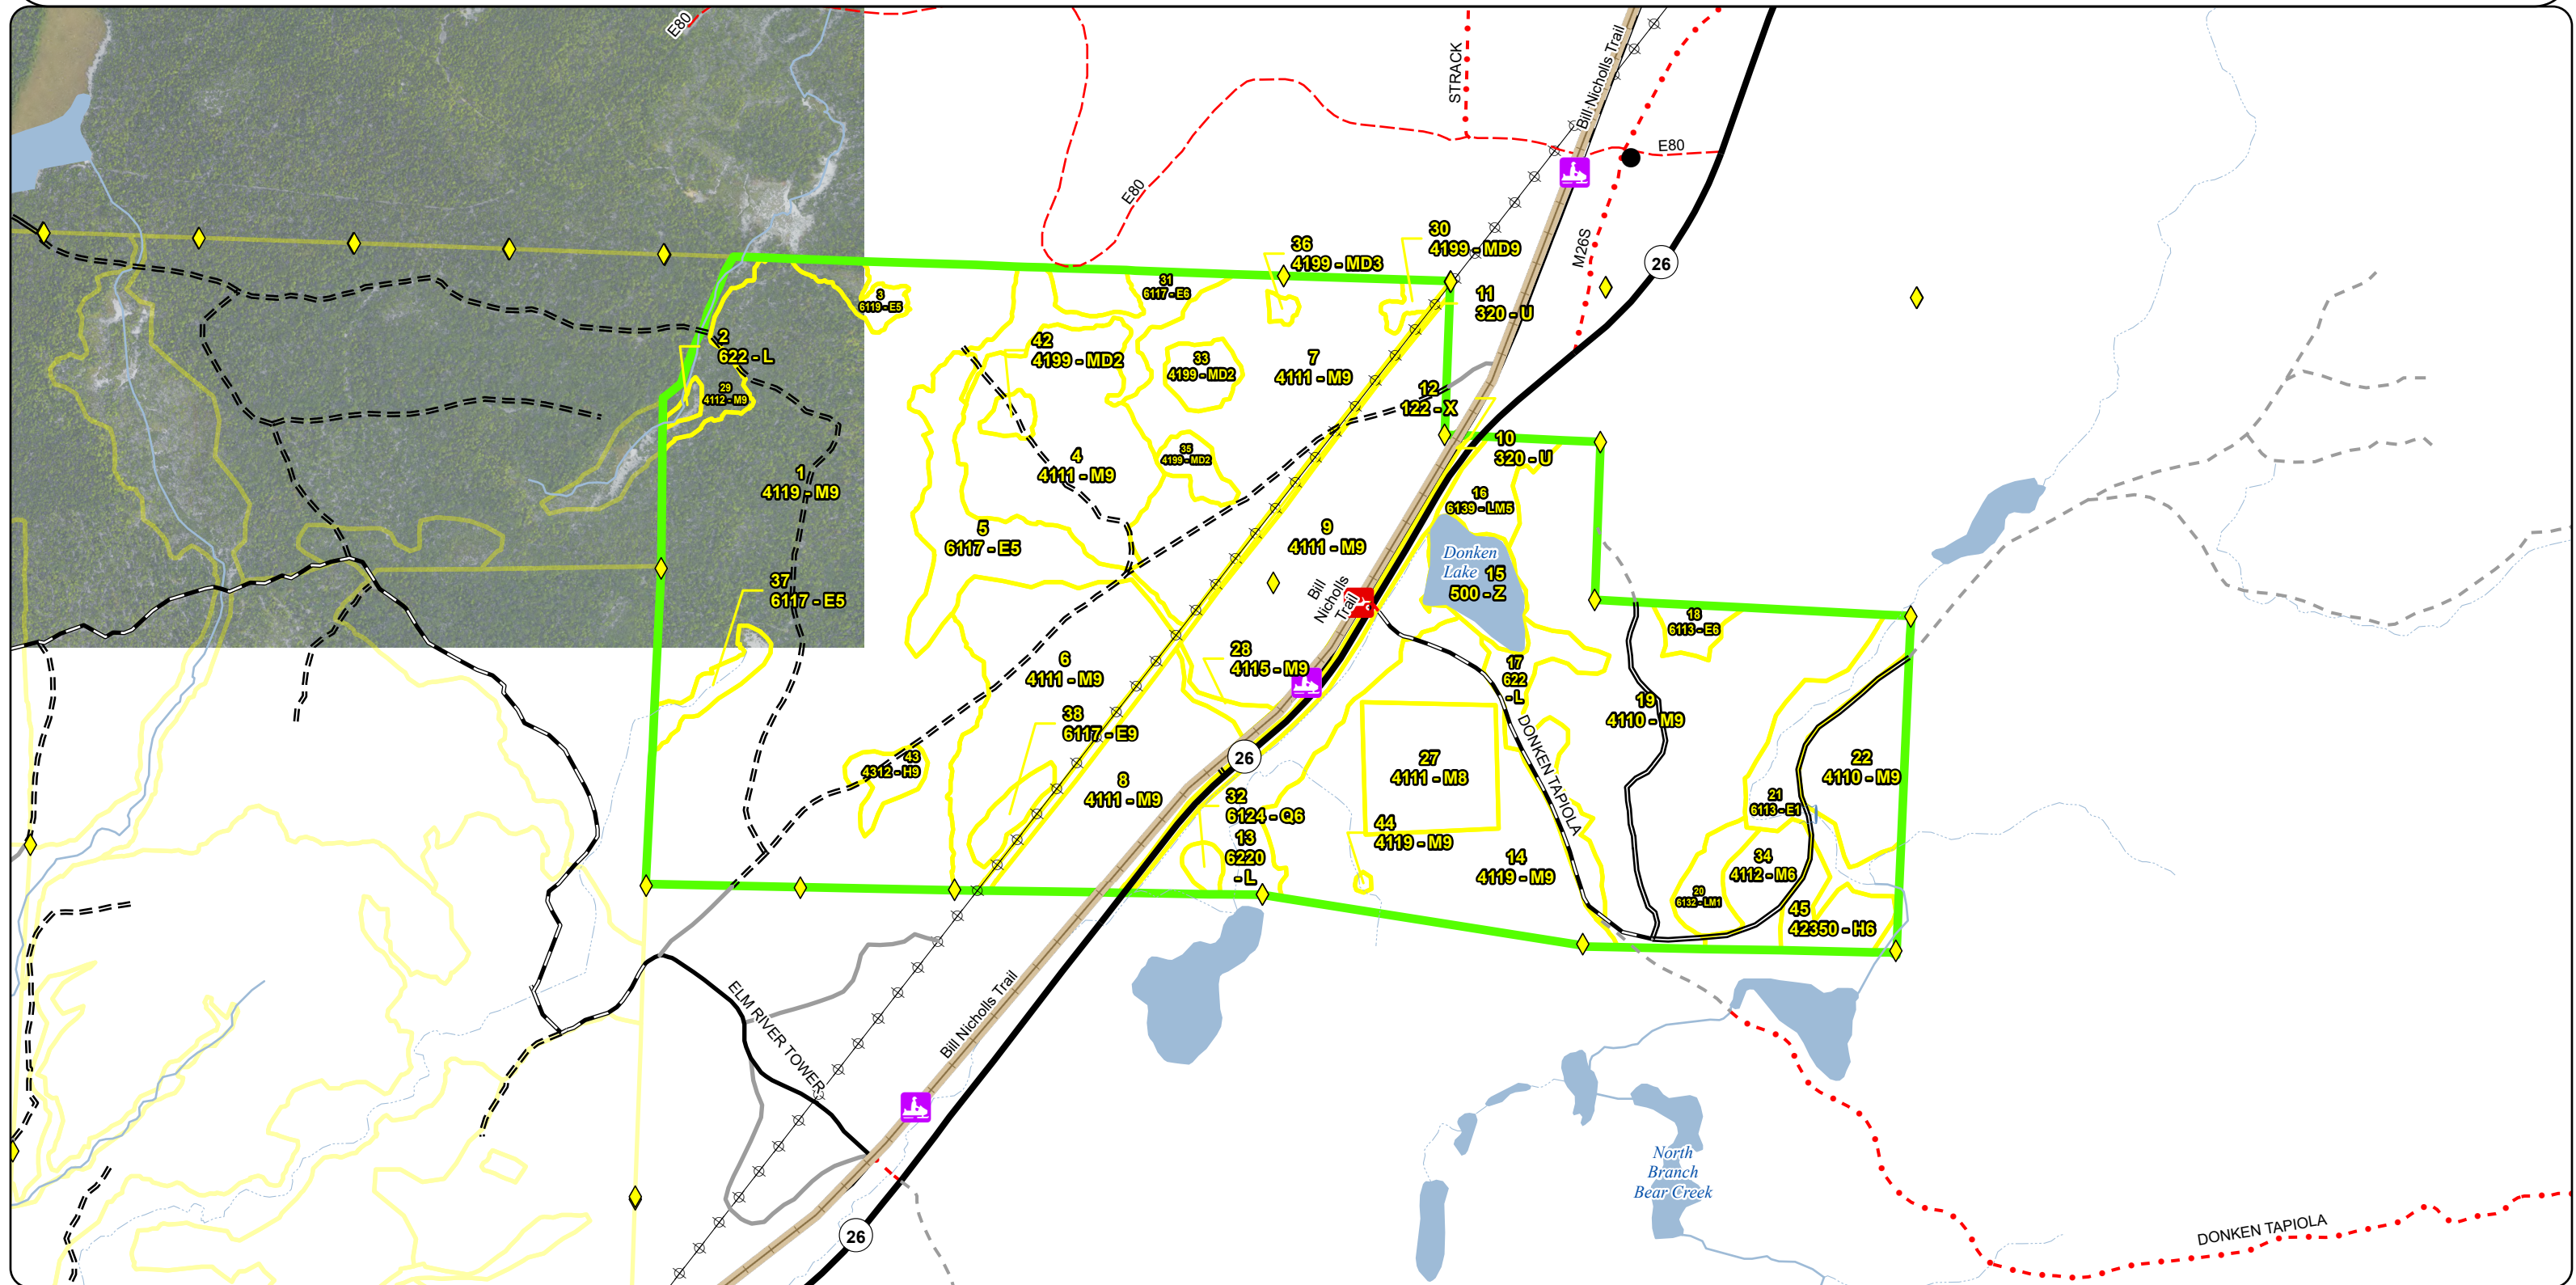 E80
STRACK
Bill Nicholls Trail
E80
E80
M26S
26
36
4199 - MD3
30
4199 - MD9
31
6117 - E6
3
6119 - E5
11
320 - U
2
622 - L
42
4199 - MD2
33
4199 - MD2
7
4111 - M9
29
4112 - M9
12
122 - X
10
320 - U
35
4199 - MD2
4
4111 - M9
1
4119 - M9
16
6139 - LM5
5
6117 - E5
9
4111 - M9
Donken
Lake
15
500 - Z
37
6117 - E5
Bill
Nicholls
Trail
18
6113 - E6
28
4115 - M9
6
4111 - M9
17
622
- L
19
4110 - M9
38
6117 - E9
DONKEN TAPIOLA
43
4312 - H9
26
27
4111 - M8
22
4110 - M9
8
4111 - M9
32
6124 - Q6
21
6113 - E1
13
6220
- L
44
4119 - M9
14
4119 - M9
34
4112 - M6
20
6132 - LM1
45
42350 - H6
ELM RIVER TOWER
Bill Nicholls Trail
North
Branch
Bear Creek
26
DONKEN TAPIOLA